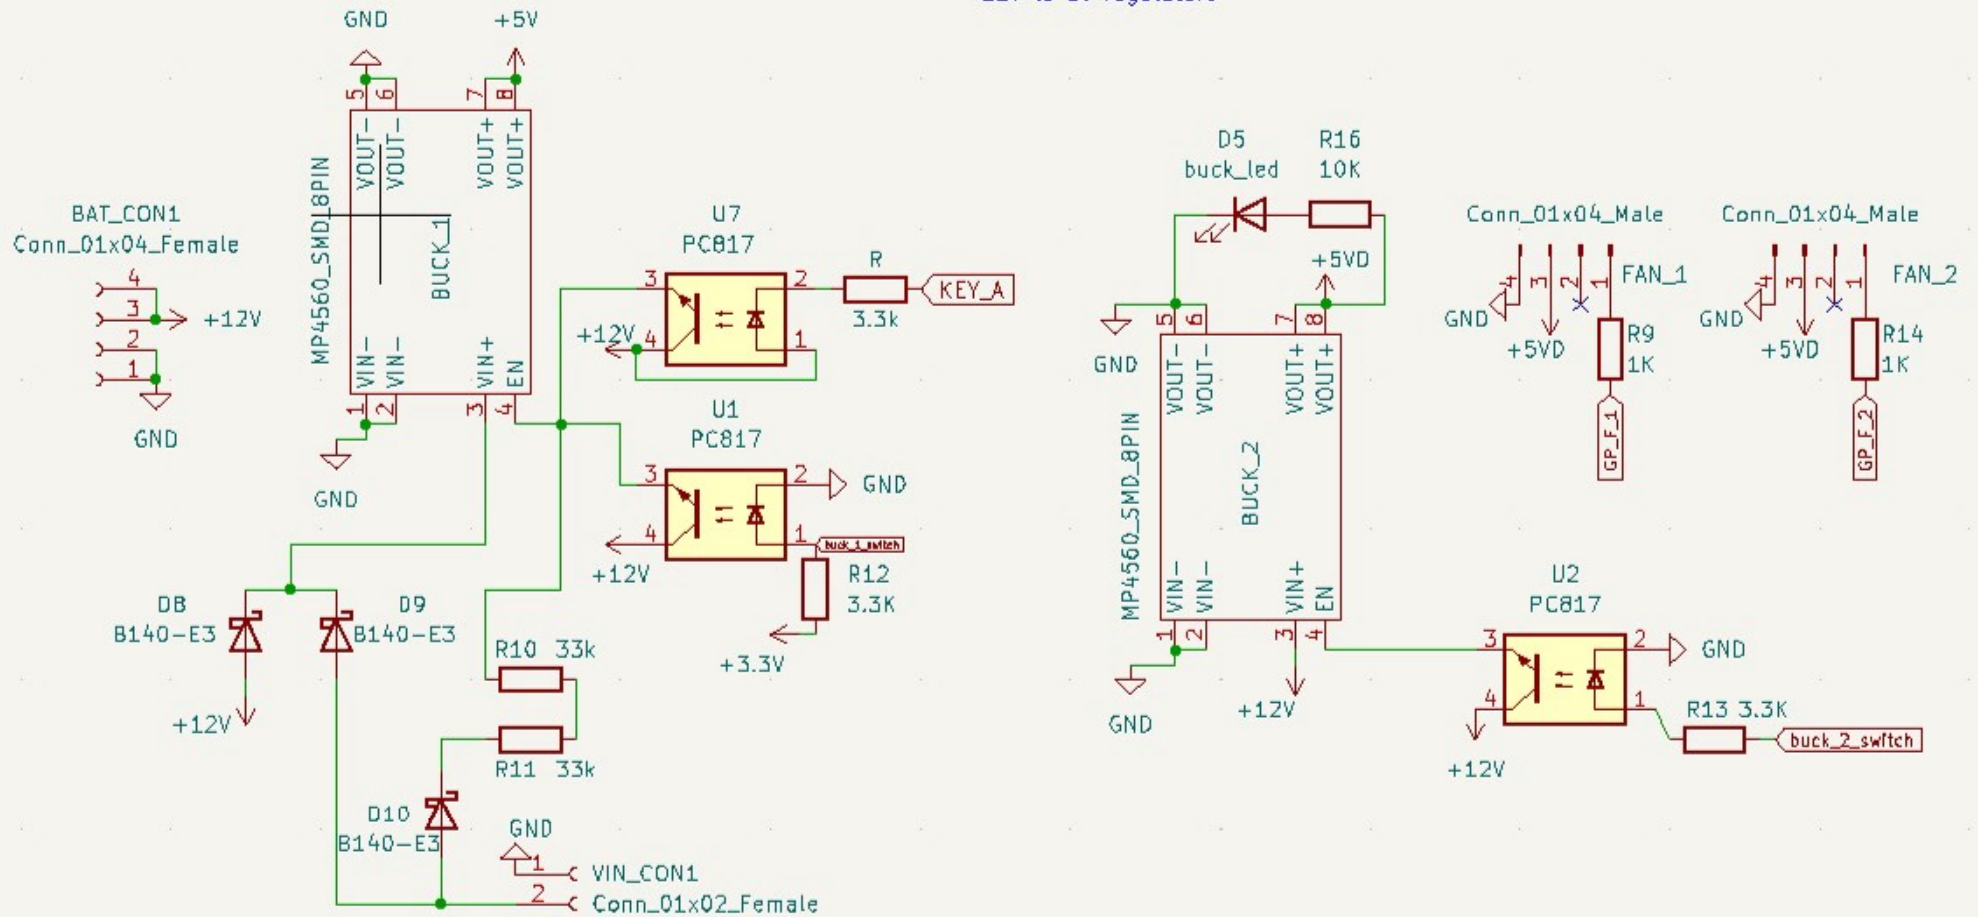 GND
+5V
5
6
7
8
VOUT-
VOUT-
VOUT+
VOUT+
MP4560_SMD_8PIN
BUCK_1
VIN-
VIN-
VIN+
EN
1
2
3
4
GND
BAT_CON1
Conn_01x04_Female
4
3
2
1
+12V
GND
U7
PC817
3
2
4
1
+12V
R
3.3k
KEY_A
U1
PC817
3
2
4
1
GND
+12V
buck_1_switch
R12
3.3K
+3.3V
D8
B140-E3
D9
B140-E3
+12V
R10 33k
R11 33k
D10
B140-E3
GND
1
2
VIN_CON1
Conn_01x02_Female
D5
buck_led
R16
10K
+5VD
GND
5
6
7
8
VOUT-
VOUT-
VOUT+
VOUT+
MP4560_SMD_8PIN
BUCK_2
VIN-
VIN-
VIN+
EN
1
2
3
4
GND
+12V
Conn_01x04_Male
4
3
2
1
FAN_1
GND
+5VD
R9
1K
GP_F_1
Conn_01x04_Male
4
3
2
1
FAN_2
GND
+5VD
R14
1K
GP_F_2
U2
PC817
3
2
4
1
GND
+12V
R13 3.3K
buck_2_switch